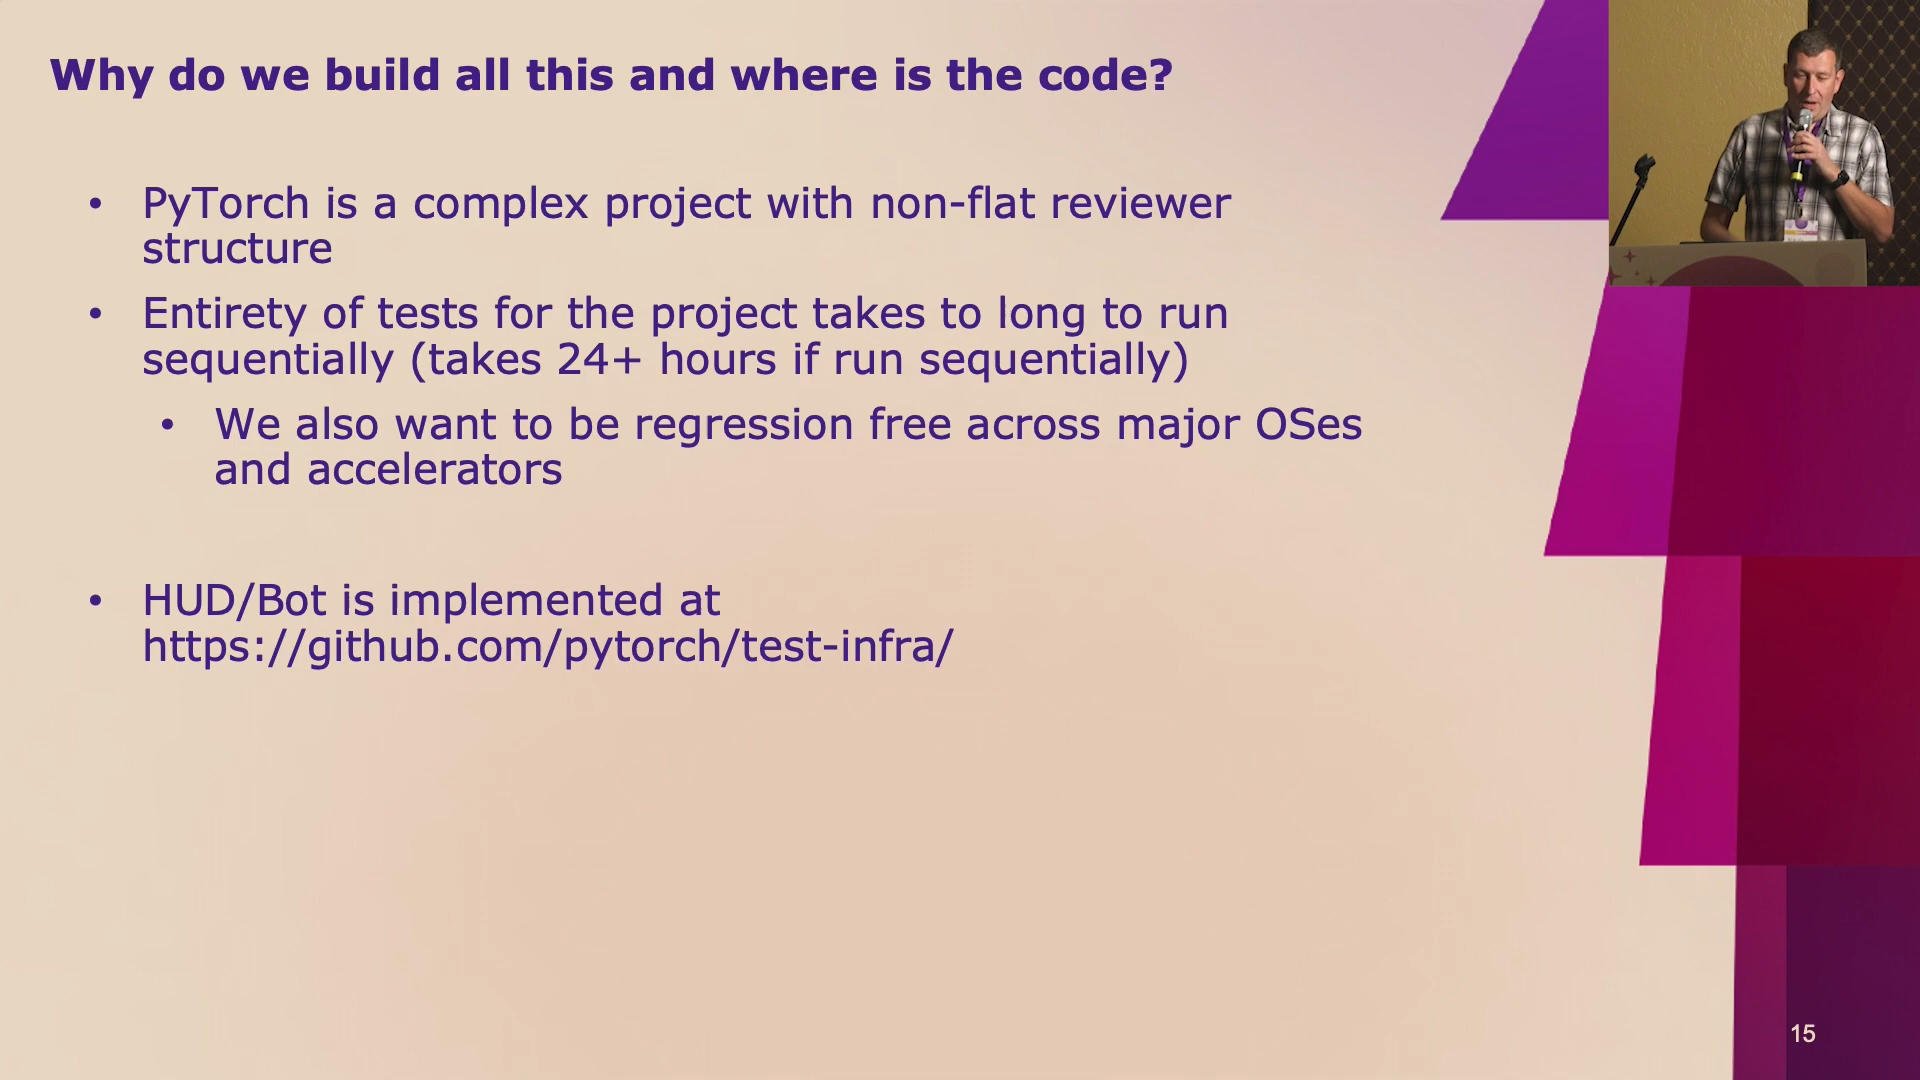 Why do we build all this and where is the code?
• PyTorch is a complex project with non-flat reviewer
structure
• Entirety of tests for the project takes to long to run
sequentially (takes 24+ hours if run sequentially)
• We also want to be regression free across major OSes
and accelerators
• HUD/Bot is implemented at
https://github.com/pytorch/test-infra/
15